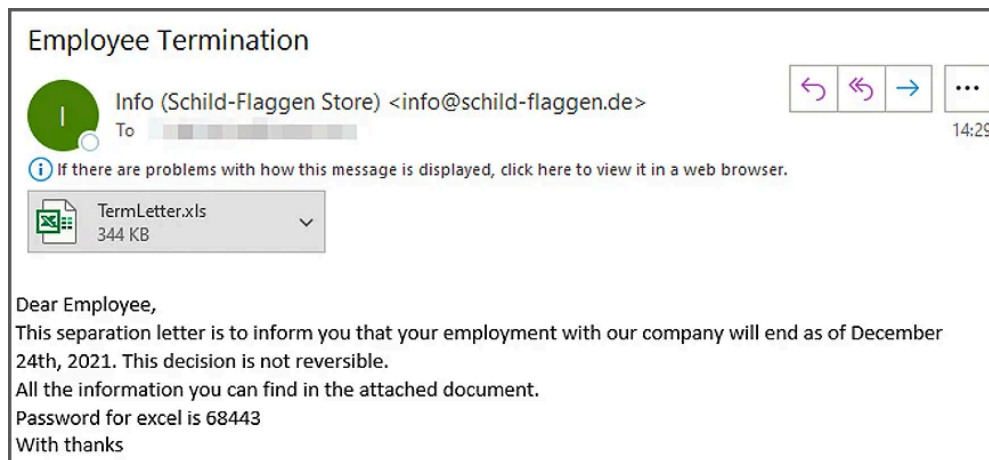 Employee Termination
I
Info (Schild-Flaggen Store) <info@schild-flaggen.de>
To
14:29
If there are problems with how this message is displayed, click here to view it in a web browser.
TermLetter.xls
344 KB
Dear Employee,
This separation letter is to inform you that your employment with our company will end as of December
24th, 2021. This decision is not reversible.
All the information you can find in the attached document.
Password for excel is 68443
With thanks